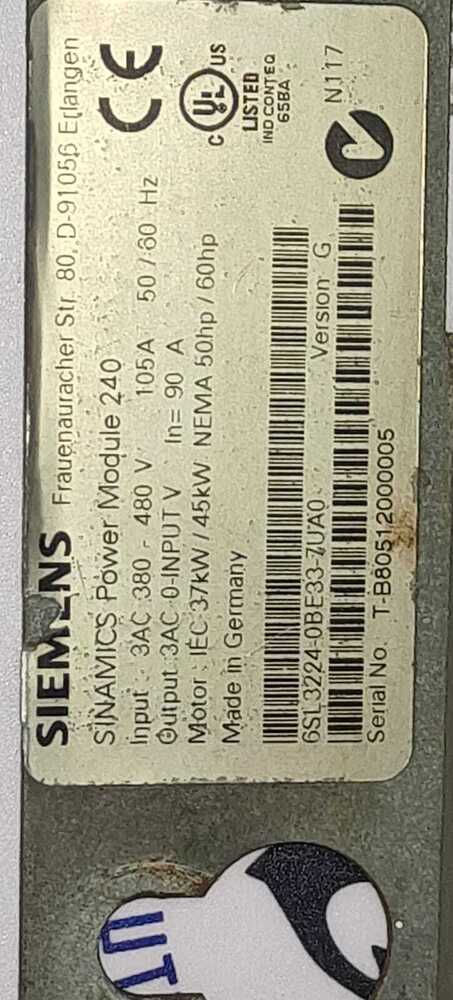 SIEMENS Frauenauracher Str. 80, D-91056 Erlangen
SINAMICS Power Module 240
Input : 3AC 380 - 480 V 105A 50 / 60 Hz
Output:3AC 0-INPUT V In= 90 A
Motor : IEC 37kW / 45kW NEMA 50hp / 60hp
Made in Germany
6SL3224-0BE33-7UA0 Version G
Serial No. T-B80512000005
CE
C UL US
LISTED
IND CONT EQ
65BA
N117
UT